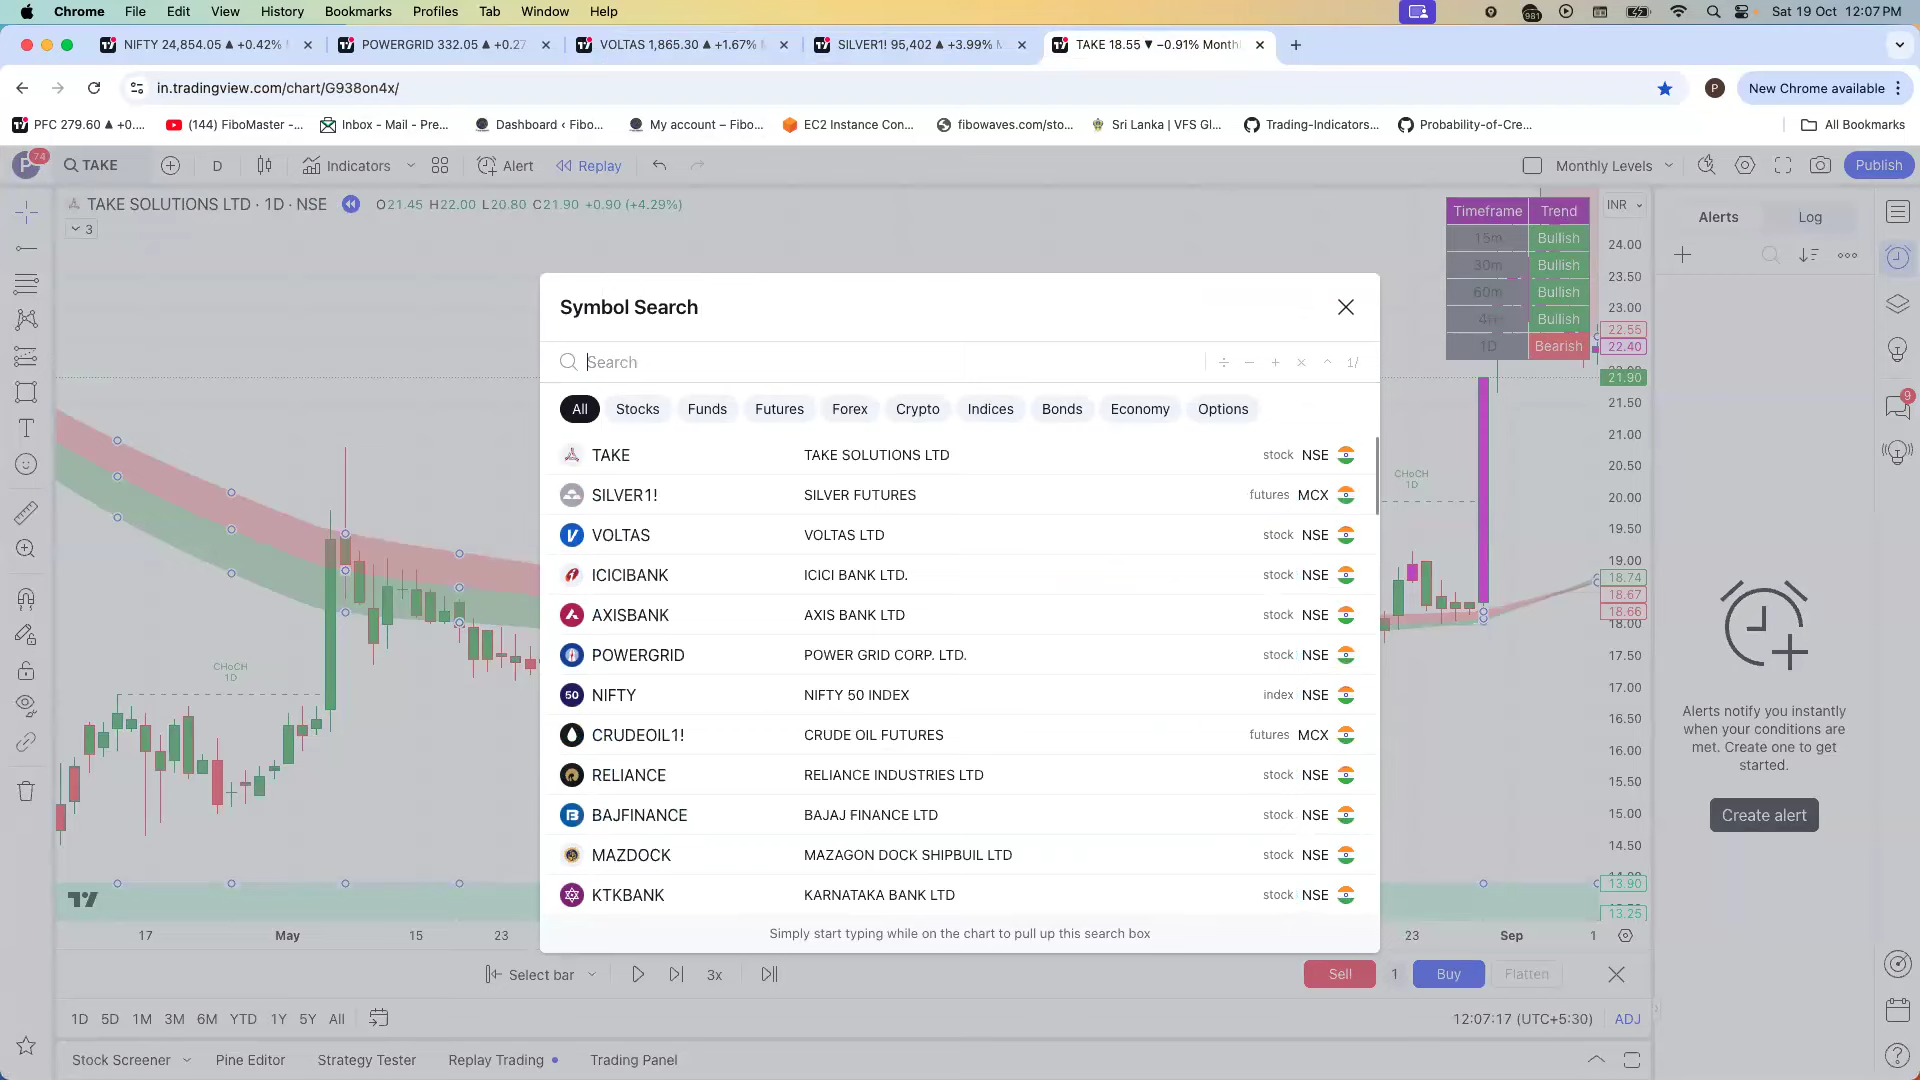 Chrome File Edit View History Bookmarks Profiles Tab Window Help 981 Sat 19 Oct 12:07 PM
NIFTY 24,854.05 ▲ +0.42% POWERGRID 332.05 ▲ +0.27 VOLTAS 1,865.30 ▲ +1.67% SILVER1! 95,402 ▲ +3.99% TAKE 18.55 ▼ −0.91% Month
in.tradingview.com/chart/G938on4x/ P New Chrome available
PFC 279.60 ▲ +0.... (144) FiboMaster -... Inbox - Mail - Pre... Dashboard ‹ Fibo... My account – Fibo... EC2 Instance Con... fibowaves.com/sto... Sri Lanka | VFS Gl... Trading-Indicators... Probability-of-Cre... All Bookmarks
P 74 TAKE D Indicators Alert Replay Monthly Levels Publish
TAKE SOLUTIONS LTD · 1D · NSE O21.45 H22.00 L20.80 C21.90 +0.90 (+4.29%)
3
Timeframe Trend
15m Bullish
30m Bullish
60m Bullish
Bullish
1D Bearish
INR
24.00
23.50
23.00
22.55
22.40
21.90
21.50
21.00
20.50
20.00
19.50
19.00
18.74
18.67
18.66
18.00
17.50
17.00
16.50
16.00
15.50
15.00
14.50
13.90
13.25
Alerts Log
9
Symbol Search
Search
÷ − + × ^ 1/
All Stocks Funds Futures Forex Crypto Indices Bonds Economy Options
TAKE TAKE SOLUTIONS LTD stock NSE
SILVER1! SILVER FUTURES futures MCX
VOLTAS VOLTAS LTD stock NSE
ICICIBANK ICICI BANK LTD. stock NSE
AXISBANK AXIS BANK LTD stock NSE
POWERGRID POWER GRID CORP. LTD. stock NSE
50 NIFTY NIFTY 50 INDEX index NSE
CRUDEOIL1! CRUDE OIL FUTURES futures MCX
RELIANCE RELIANCE INDUSTRIES LTD stock NSE
BAJFINANCE BAJAJ FINANCE LTD stock NSE
MAZDOCK MAZAGON DOCK SHIPBUIL LTD stock NSE
KTKBANK KARNATAKA BANK LTD stock NSE
Simply start typing while on the chart to pull up this search box
CHoCH
1D
CHoCH
1D
Alerts notify you instantly
when your conditions are
met. Create one to get
started.
Create alert
17 May 15 23 23 Sep 1
Select bar 3x Sell 1 Buy Flatten
1D 5D 1M 3M 6M YTD 1Y 5Y All 12:07:17 (UTC+5:30) ADJ
Stock Screener Pine Editor Strategy Tester Replay Trading Trading Panel